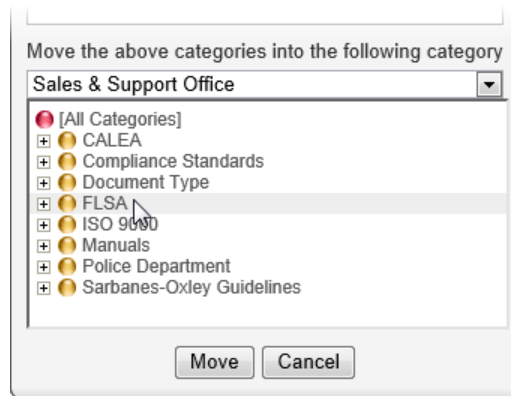 Move the above categories into the following category
Sales & Support Office
[All Categories]
CALEA
Compliance Standards
Document Type
FLSA
ISO 9000
Manuals
Police Department
Sarbanes-Oxley Guidelines
Move Cancel